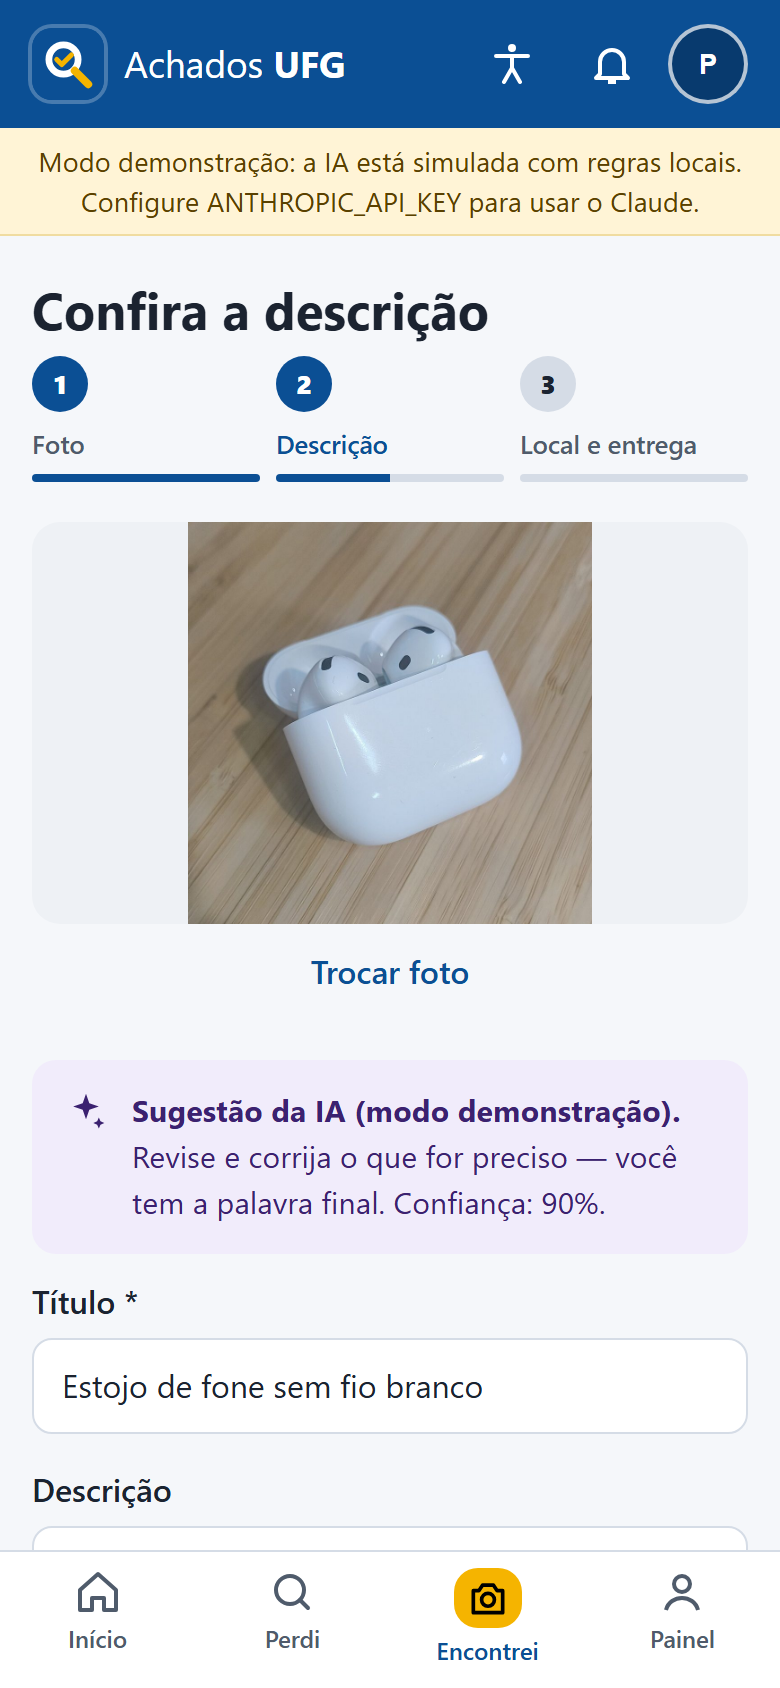 Achados UFG
P
Modo demonstração: a IA está simulada com regras locais.
Configure ANTHROPIC_API_KEY para usar o Claude.
Confira a descrição
1
2
3
Foto
Descrição
Local e entrega
Trocar foto
Sugestão da IA (modo demonstração).
Revise e corrija o que for preciso — você
tem a palavra final. Confiança: 90%.
Título *
Estojo de fone sem fio branco
Descrição
Início
Perdi
Encontrei
Painel